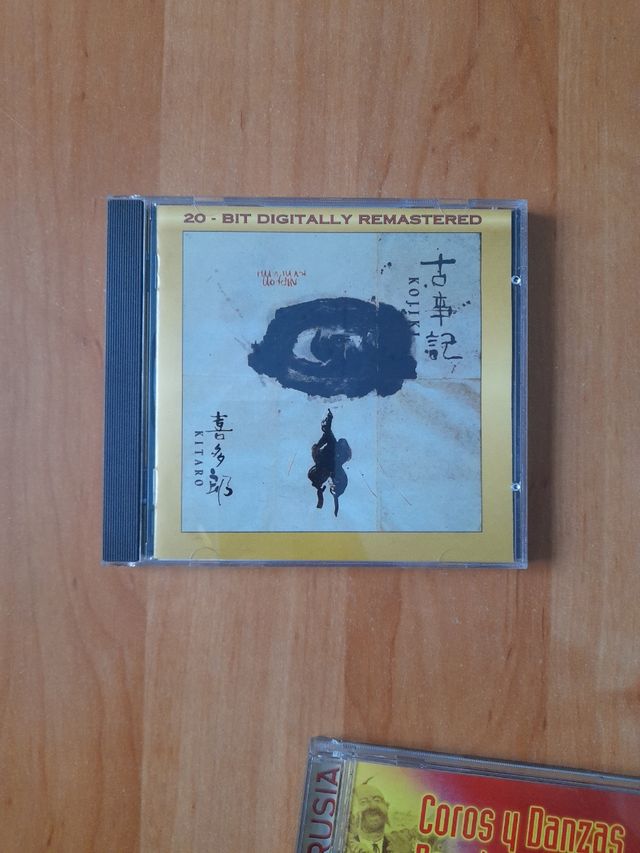 20 - BIT DIGITALLY REMASTERED
古事記
KOJIKI
喜多郎
KITARO
RUSIA
Coros y Danzas